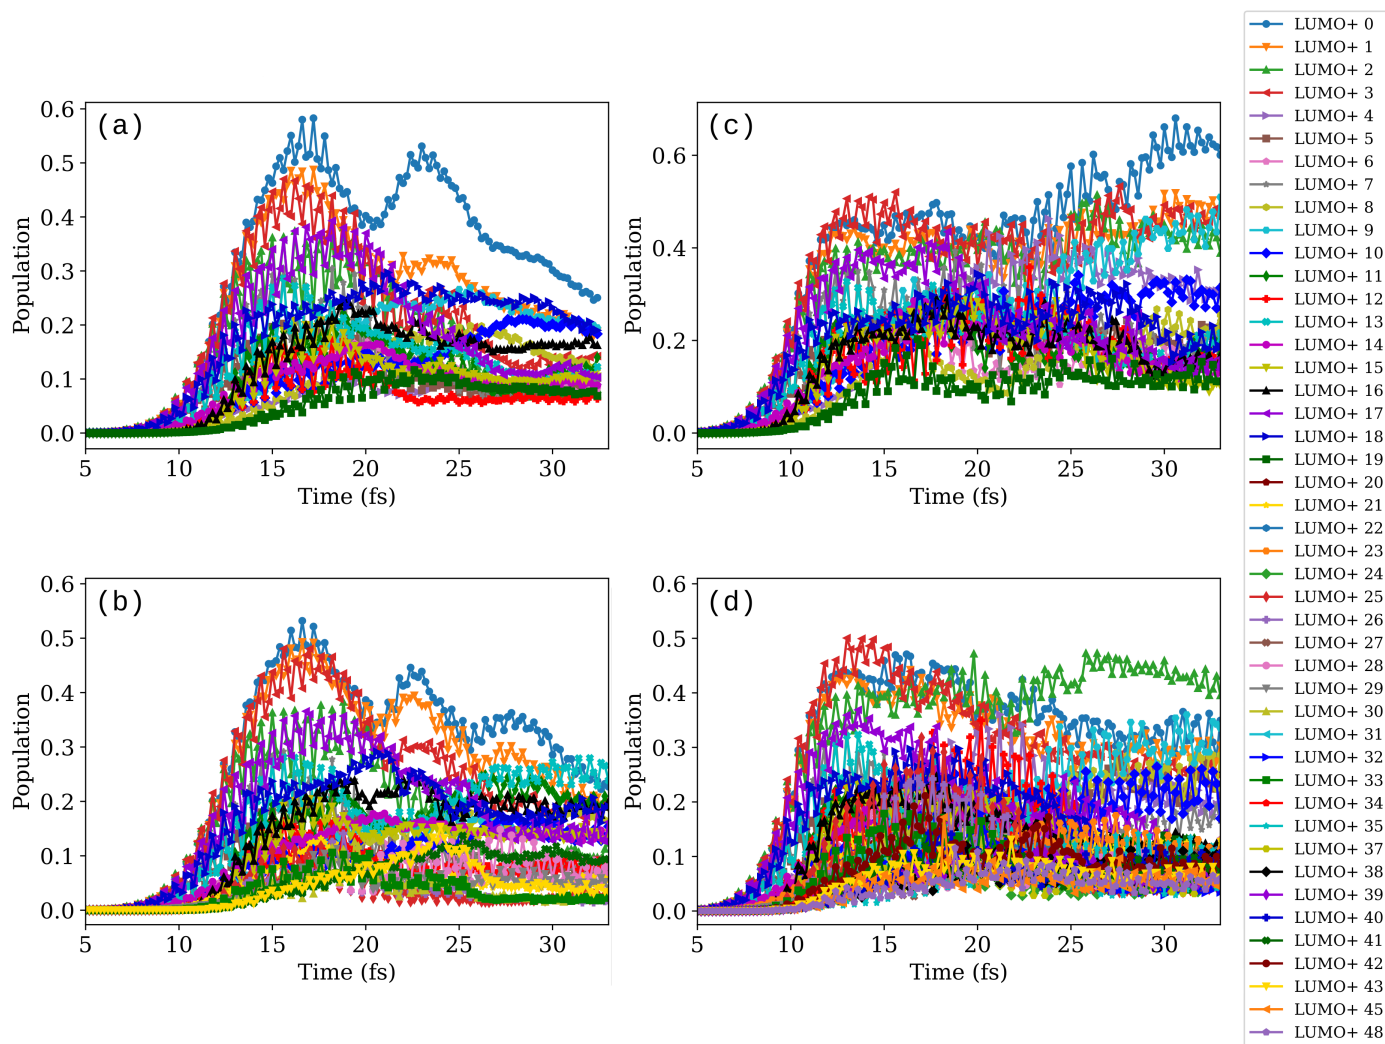 (a)
0.6
0.5
0.4
0.3
0.2
0.1
0.0
Population
5 10 15 20 25 30
Time (fs)
(c)
0.6
0.4
0.2
0.0
Population
5 10 15 20 25 30
Time (fs)
(b)
0.6
0.5
0.4
0.3
0.2
0.1
0.0
Population
5 10 15 20 25 30
Time (fs)
(d)
0.6
0.5
0.4
0.3
0.2
0.1
0.0
Population
5 10 15 20 25 30
Time (fs)
LUMO+ 0
LUMO+ 1
LUMO+ 2
LUMO+ 3
LUMO+ 4
LUMO+ 5
LUMO+ 6
LUMO+ 7
LUMO+ 8
LUMO+ 9
LUMO+ 10
LUMO+ 11
LUMO+ 12
LUMO+ 13
LUMO+ 14
LUMO+ 15
LUMO+ 16
LUMO+ 17
LUMO+ 18
LUMO+ 19
LUMO+ 20
LUMO+ 21
LUMO+ 22
LUMO+ 23
LUMO+ 24
LUMO+ 25
LUMO+ 26
LUMO+ 27
LUMO+ 28
LUMO+ 29
LUMO+ 30
LUMO+ 31
LUMO+ 32
LUMO+ 33
LUMO+ 34
LUMO+ 35
LUMO+ 37
LUMO+ 38
LUMO+ 39
LUMO+ 40
LUMO+ 41
LUMO+ 42
LUMO+ 43
LUMO+ 45
LUMO+ 48